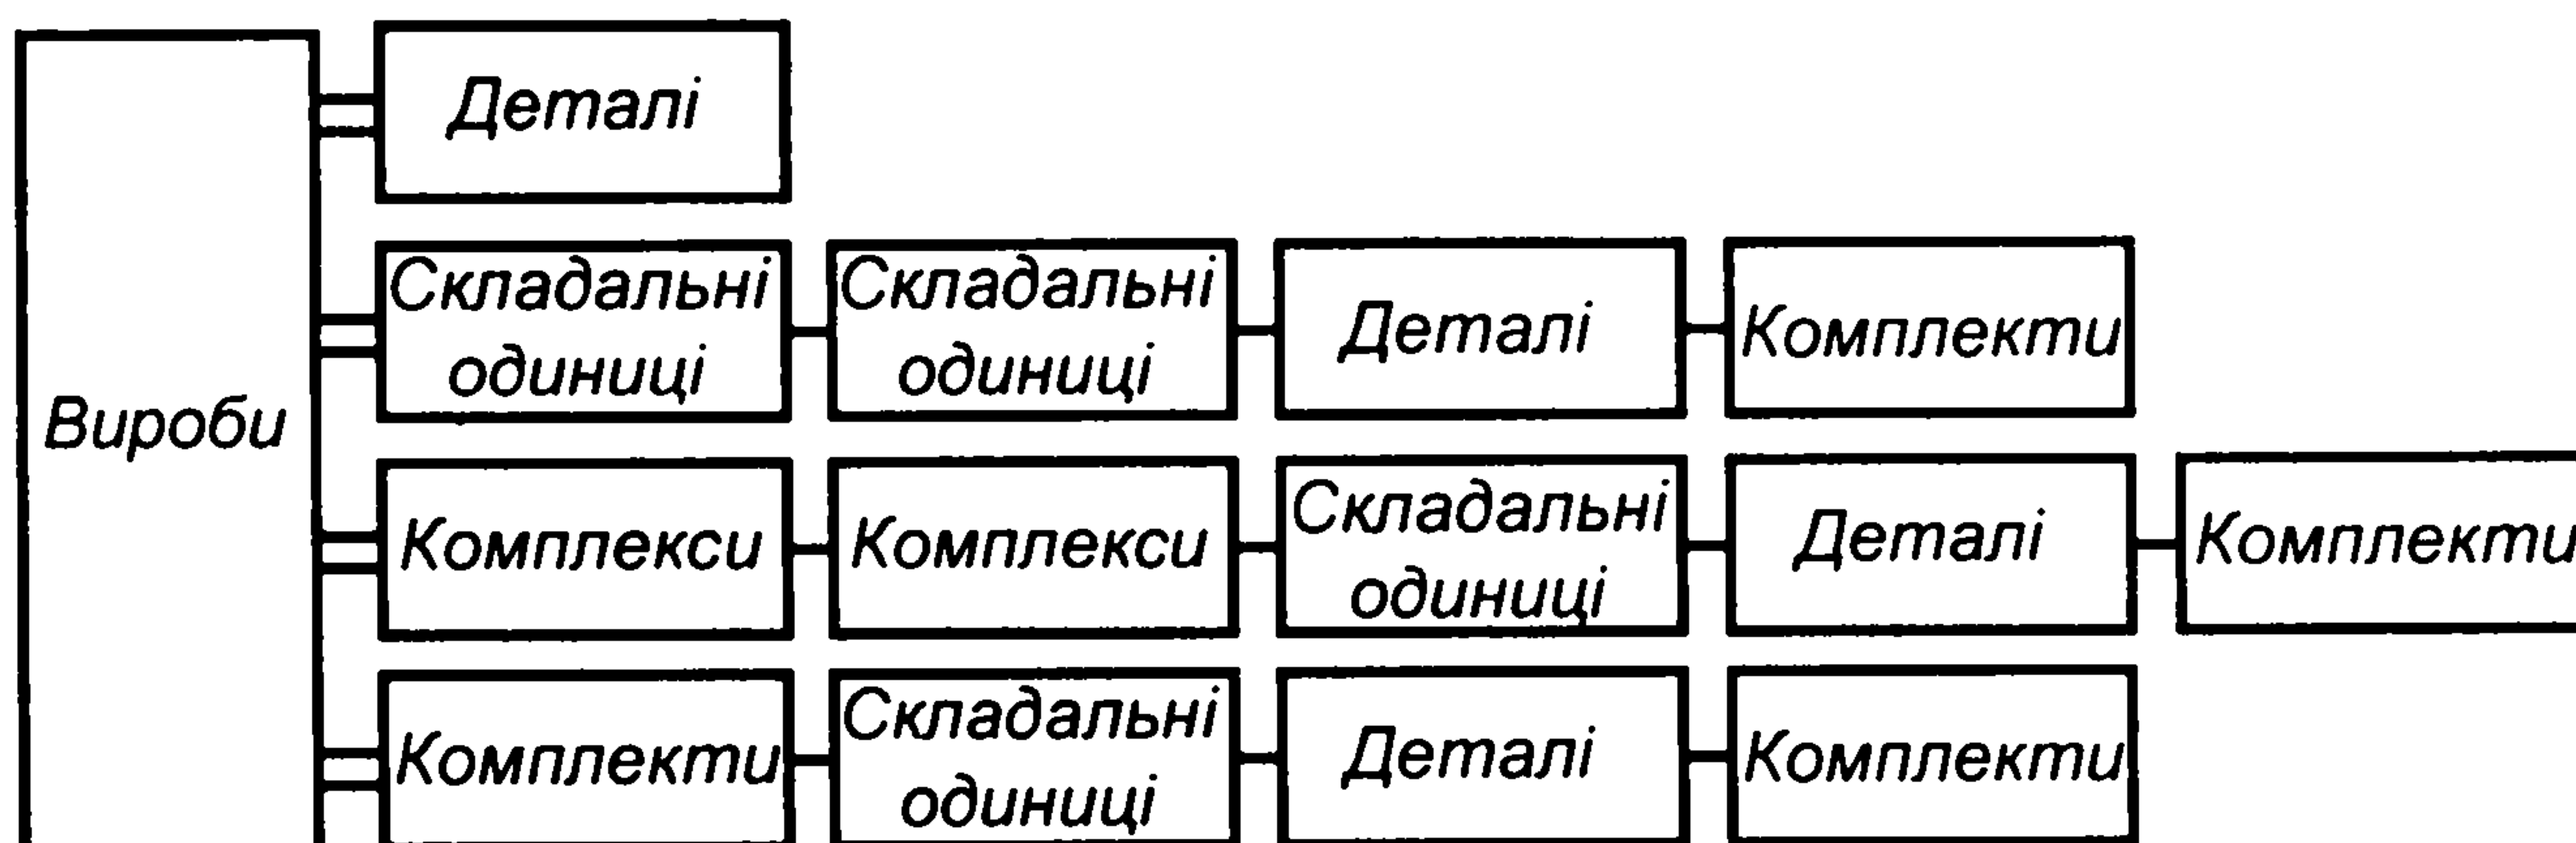 Деталі
Складальні
одиниці
Складальні
одиниці
Деталі
Комплекти
Вироби
Комплекси
Комплекси
Складальні
одиниці
Деталі
Комплекти
Комплекти
Складальні
одиниці
Деталі
Комплекти